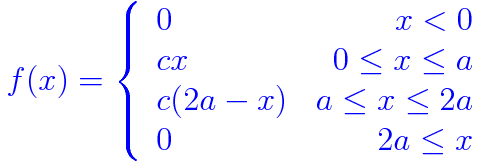 f(x) = { 0 x < 0
cx 0 ≤ x ≤ a
c(2a − x) a ≤ x ≤ 2a
0 2a ≤ x